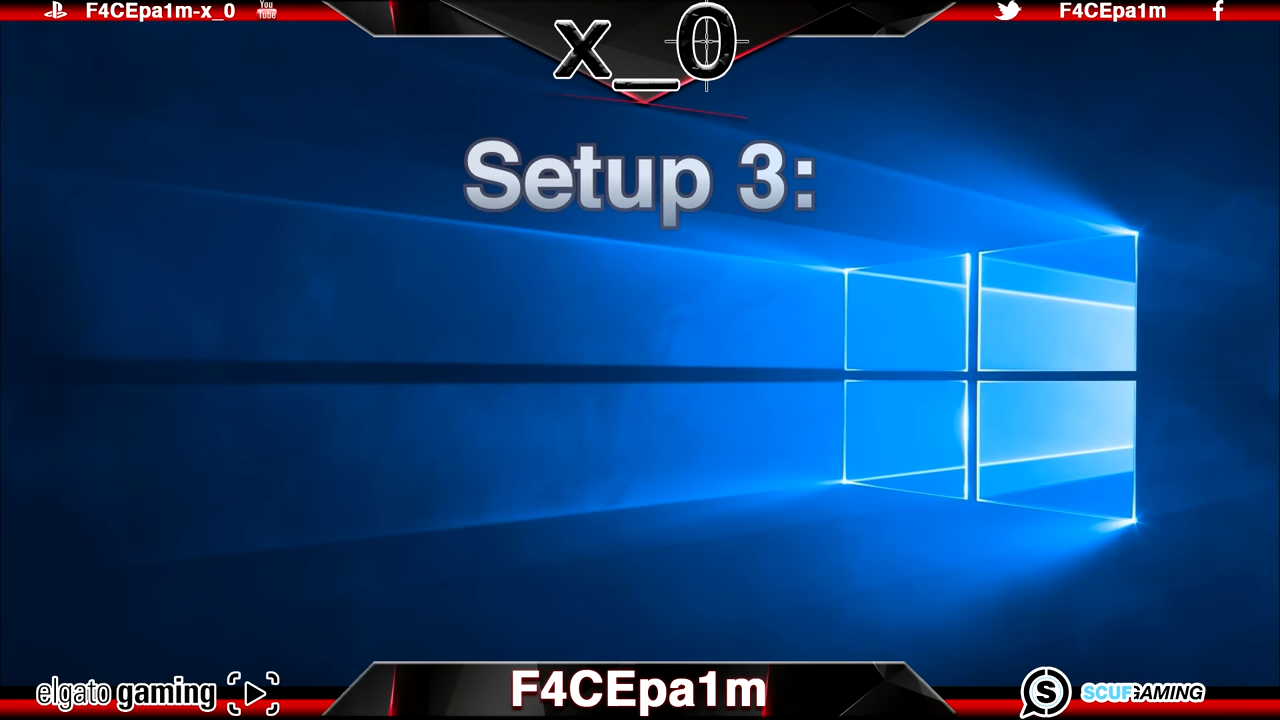 F4CEpa1m-x_0
You
Tube
F4CEpa1m
x_0
Setup 3:
elgato gaming
F4CEpa1m
S
SCUFGAMING